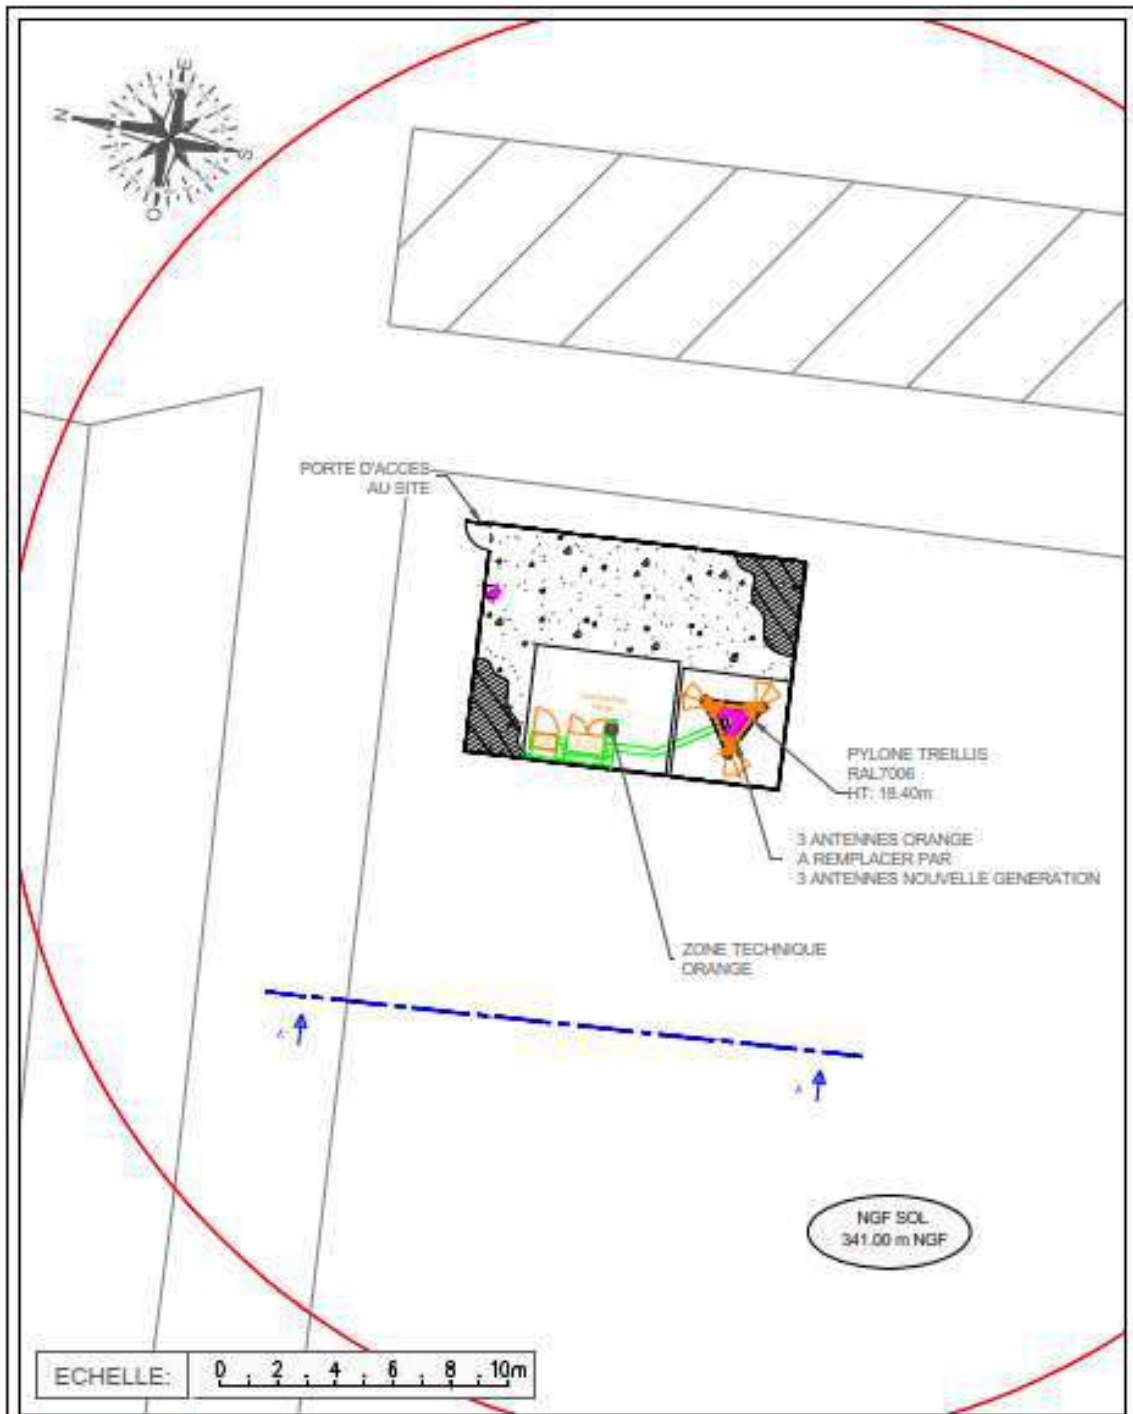 E
N
S
O
PORTE D'ACCES
AU SITE
PYLONE TREILLIS
RAL7006
HT: 18.40m
3 ANTENNES ORANGE
A REMPLACER PAR
3 ANTENNES NOUVELLE GENERATION
ZONE TECHNIQUE
ORANGE
A
A
NGF SOL
341.00 m NGF
ECHELLE:
0 2 4 6 8 10m